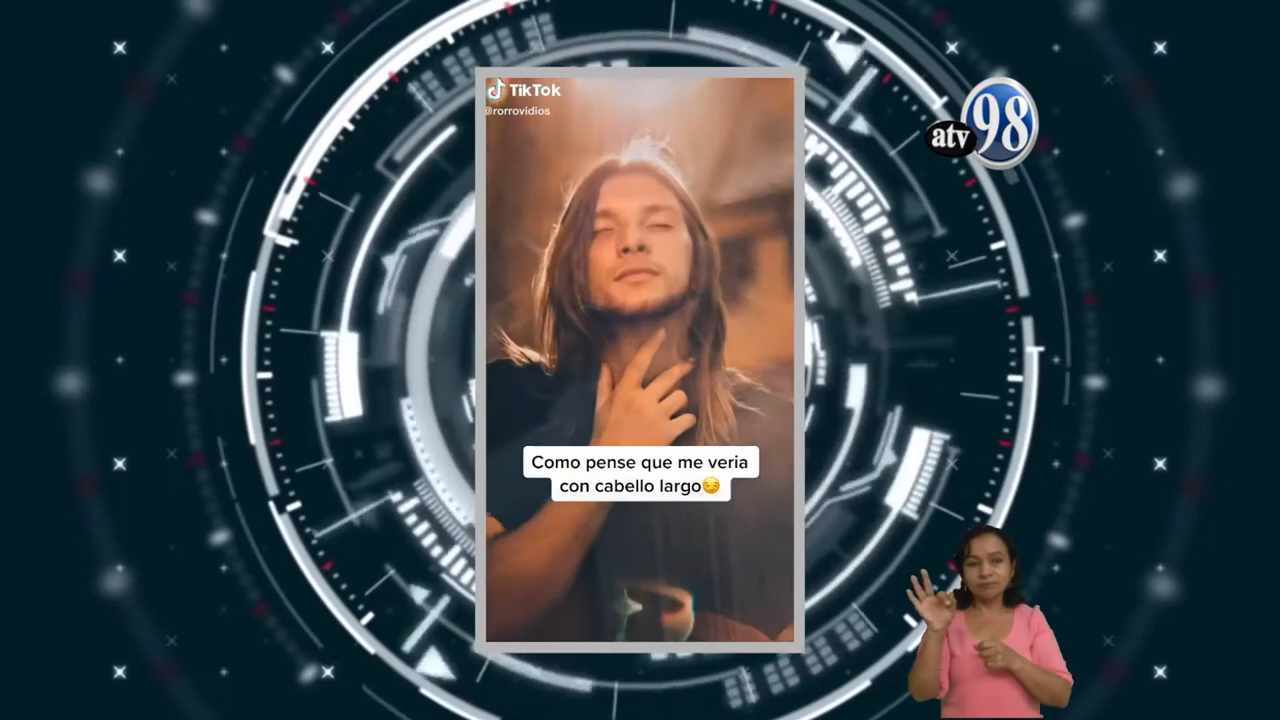 TikTok
@rorrovidios
atv 98
Como pense que me veria
con cabello largo😏